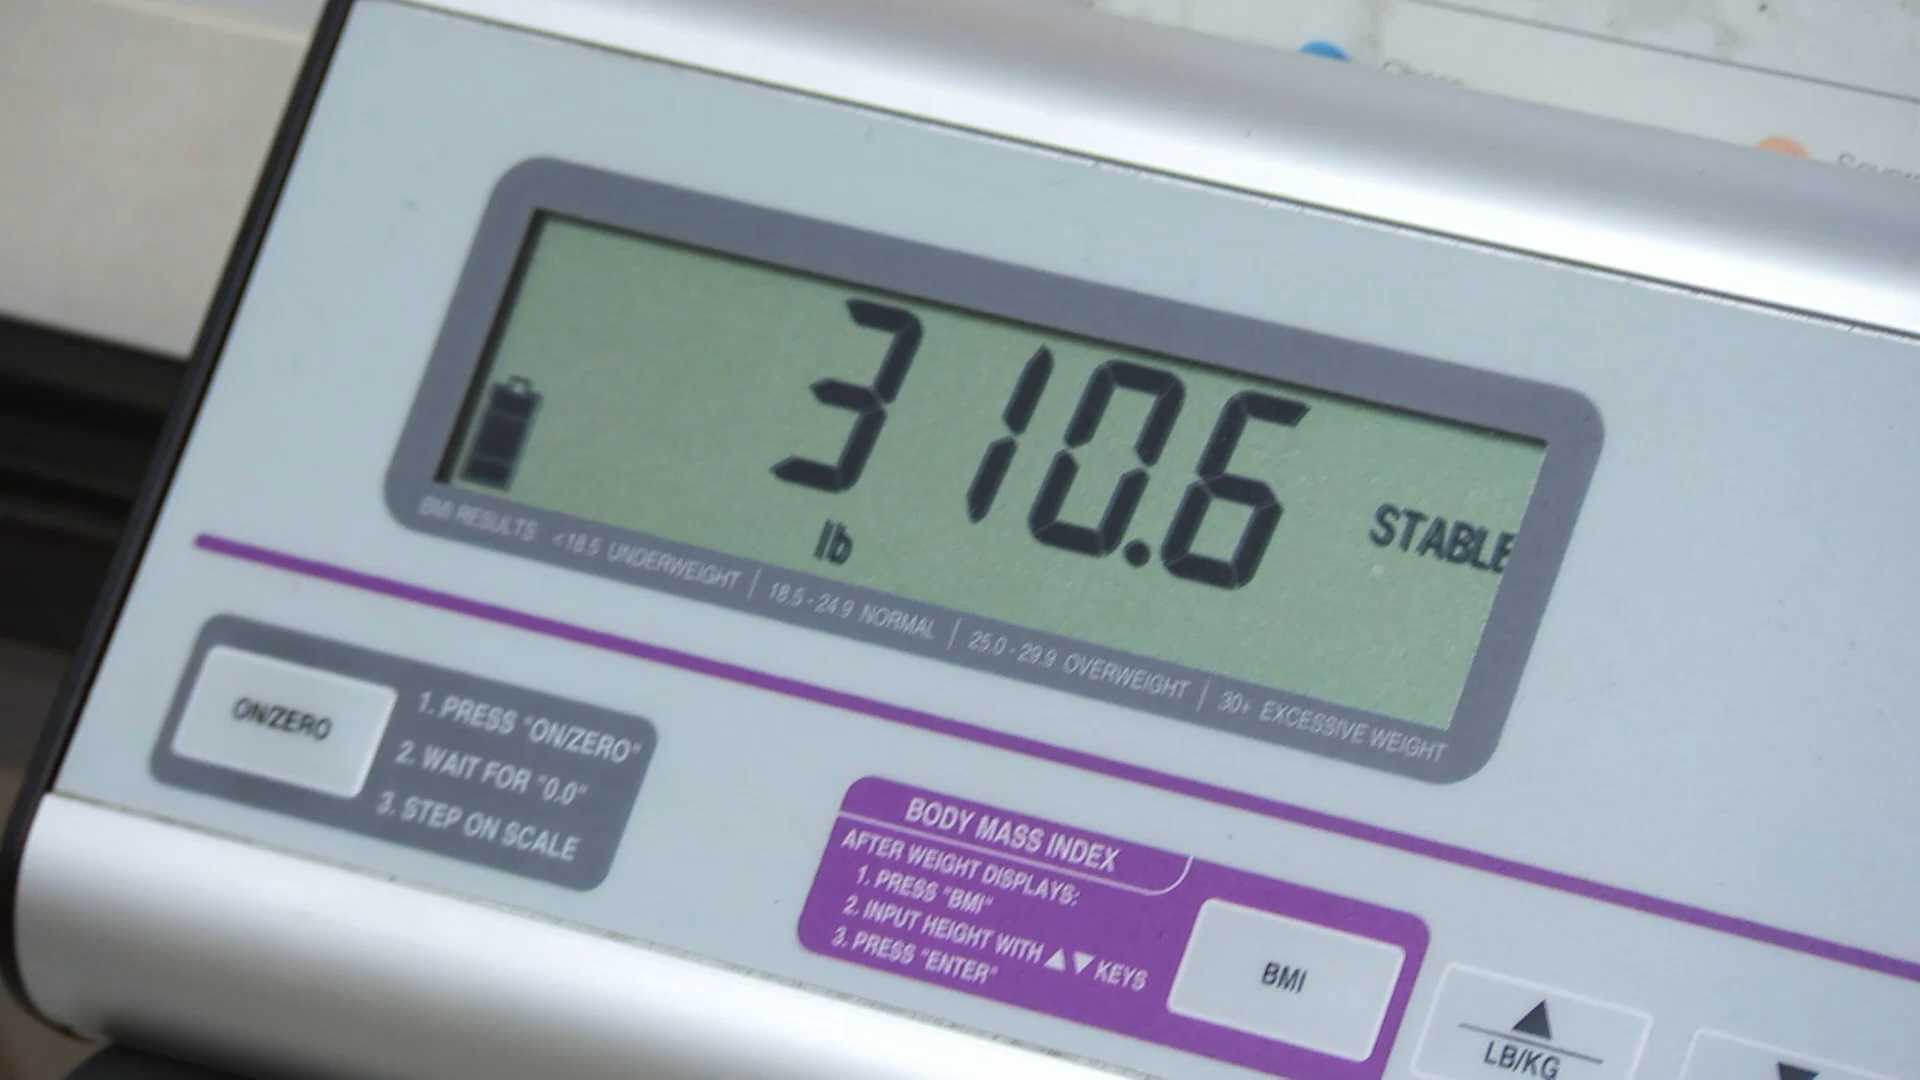 310.6
STABLE
lb
BMI RESULTS <18.5 UNDERWEIGHT | 18.5 - 24.9 NORMAL | 25.0 - 29.9 OVERWEIGHT | 30+ EXCESSIVE WEIGHT
ON/ZERO
1. PRESS "ON/ZERO"
2. WAIT FOR "0.0"
3. STEP ON SCALE
BODY MASS INDEX
AFTER WEIGHT DISPLAYS:
1. PRESS "BMI"
2. INPUT HEIGHT WITH ▲▼ KEYS
3. PRESS "ENTER"
BMI
▲
LB/KG
▼